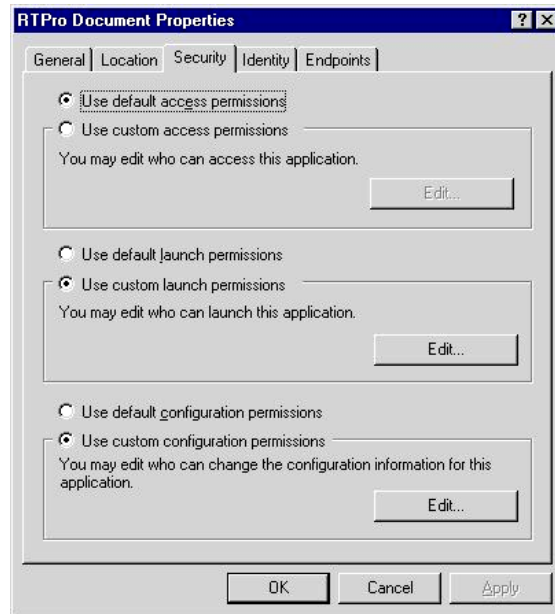 RTPro Document Properties
General Location Security Identity Endpoints
Use default access permissions
Use custom access permissions
You may edit who can access this application.
Edit...
Use default launch permissions
Use custom launch permissions
You may edit who can launch this application.
Edit...
Use default configuration permissions
Use custom configuration permissions
You may edit who can change the configuration information for this
application.
Edit...
OK Cancel Apply